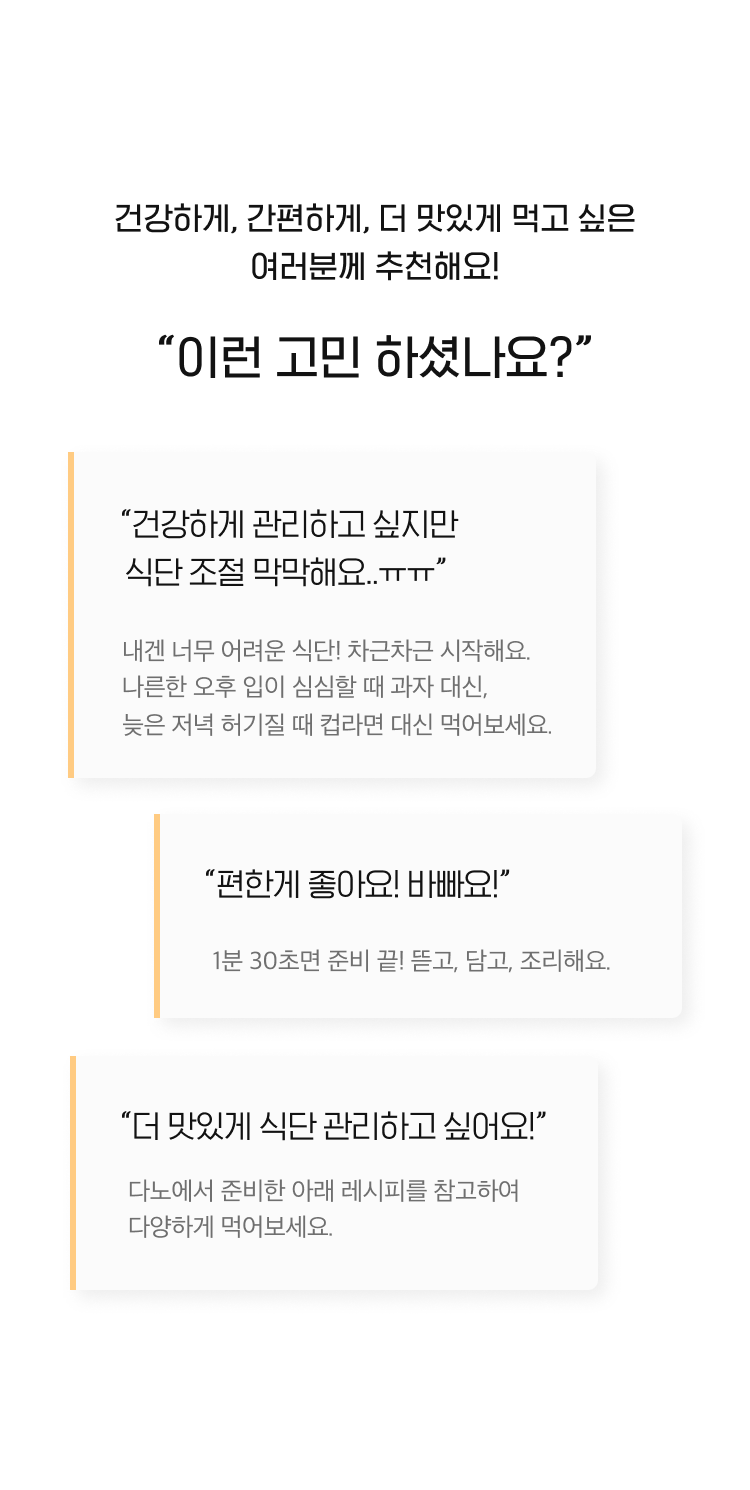 건강하게, 간편하게, 더 맛있게 먹고 싶은
여러분께 추천해요!
“이런 고민 하셨나요?”
“건강하게 관리하고 싶지만
식단 조절 막막해요..ㅠㅠ”
내겐 너무 어려운 식단! 차근차근 시작해요.
나른한 오후 입이 심심할 때 과자 대신,
늦은 저녁 허기질 때 컵라면 대신 먹어보세요.
“편한게 좋아요! 바빠요!”
1분 30초면 준비 끝! 뜯고, 담고, 조리해요.
“더 맛있게 식단 관리하고 싶어요!”
다노에서 준비한 아래 레시피를 참고하여
다양하게 먹어보세요.